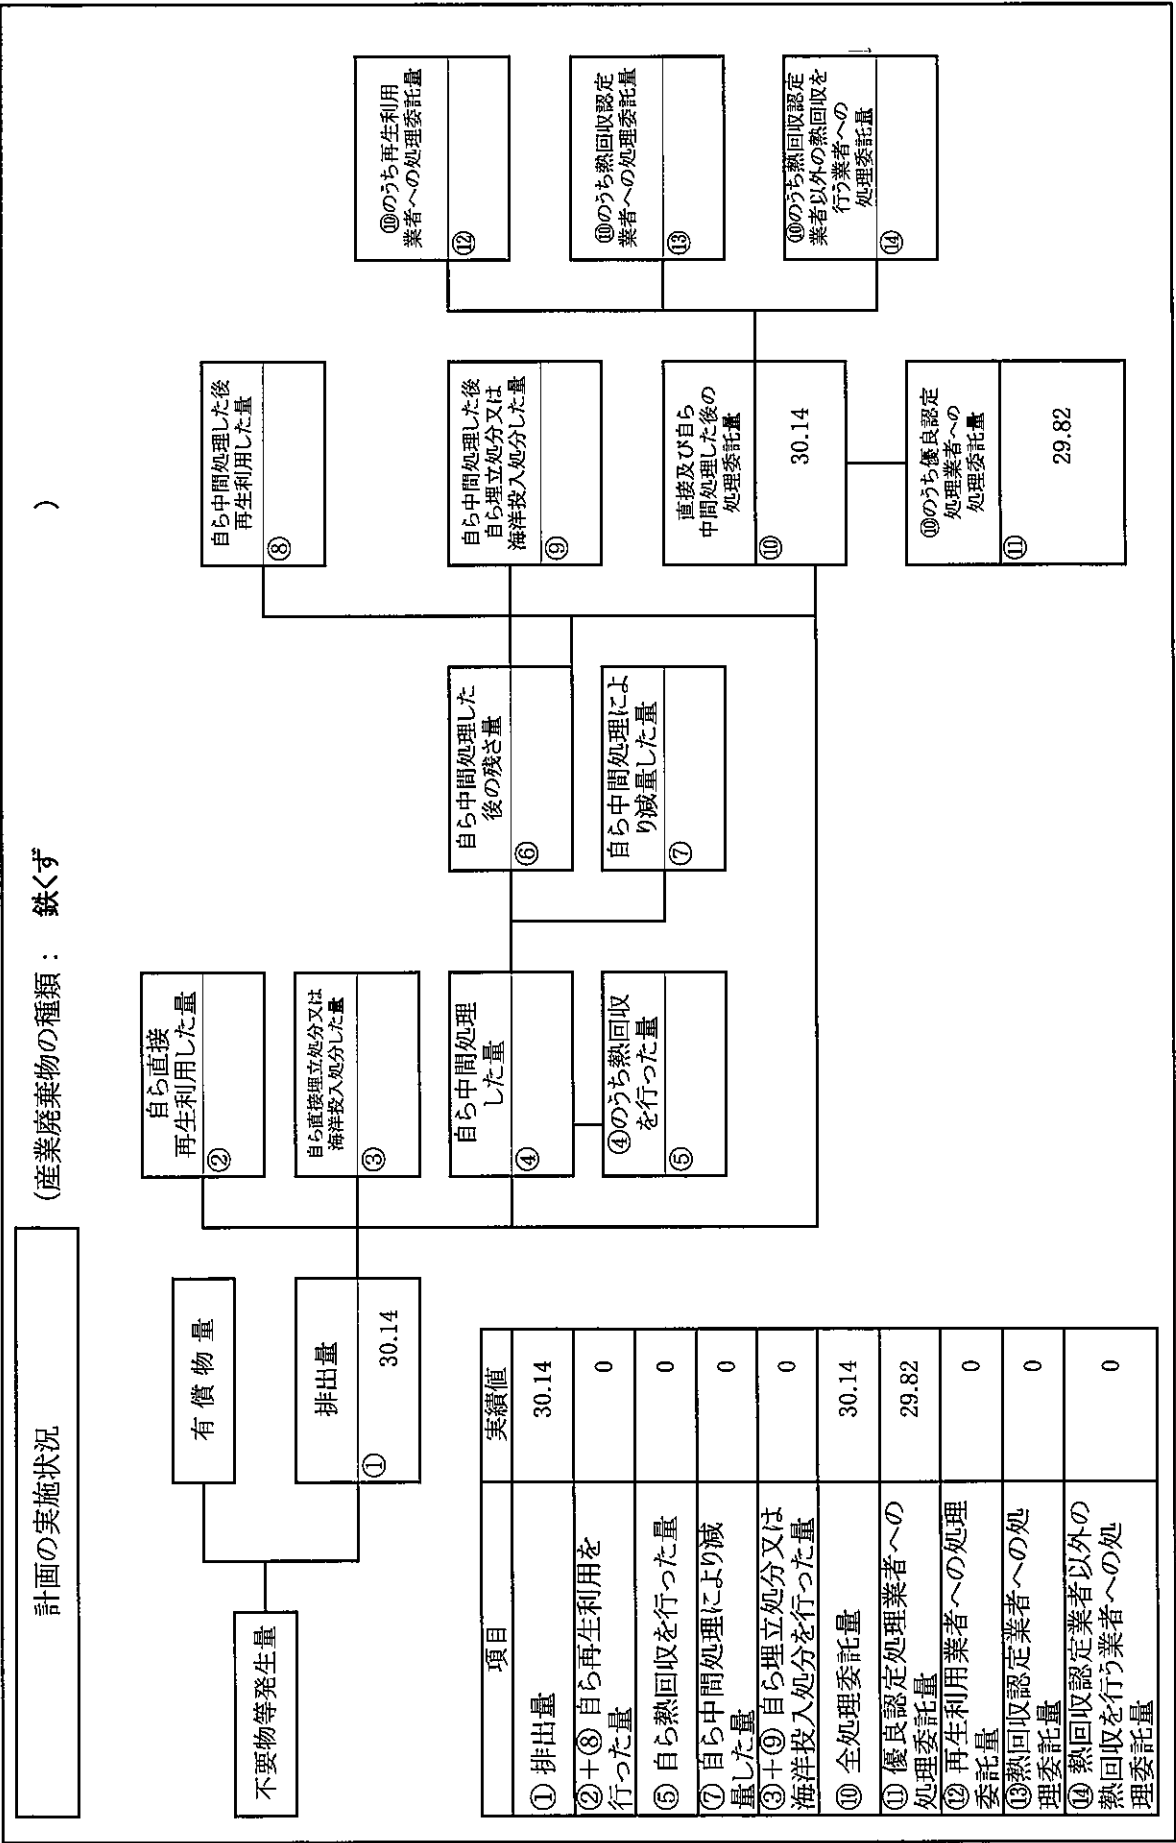 計画の実施状況
(産業廃棄物の種類： 鉄くず )
不要物等発生量
有償物量
排出量
①
30.14
自ら直接
再生利用した量
②
自ら直接埋立処分又は
海洋投入処分した量
③
自ら中間処理
した量
④
④のうち熱回収
を行った量
⑤
自ら中間処理した
後の残さ量
⑥
自ら中間処理によ
り減量した量
⑦
自ら中間処理した後
再生利用した量
⑧
自ら中間処理した後
自ら埋立処分又は
海洋投入処分した量
⑨
直接及び自ら
中間処理した後の
処理委託量
⑩
30.14
⑩のうち優良認定
処理業者への
処理委託量
⑪
29.82
⑩のうち再生利用
業者への処理委託量
⑫
⑩のうち熱回収認定
業者への処理委託量
⑬
⑩のうち熱回収認定
業者以外の熱回収を
行う業者への
処理委託量
⑭
項目 実績値
① 排出量 30.14
②+⑧ 自ら再生利用を
行った量 0
⑤ 自ら熱回収を行った量 0
⑦ 自ら中間処理により減
量した量 0
③+⑨ 自ら埋立処分又は
海洋投入処分を行った量 0
⑩ 全処理委託量 30.14
⑪ 優良認定処理業者への
処理委託量 29.82
⑫ 再生利用業者への処理
委託量 0
⑬熱回収認定業者への処
理委託量 0
⑭ 熱回収認定業者以外の
熱回収を行う業者への処
理委託量 0